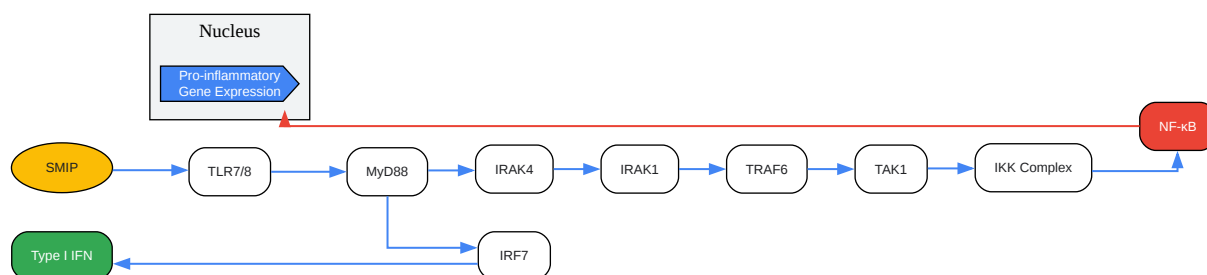 Nucleus
Pro-inflammatory
Gene Expression
NF-κB
SMIP
TLR7/8
MyD88
IRAK4
IRAK1
TRAF6
TAK1
IKK Complex
Type I IFN
IRF7